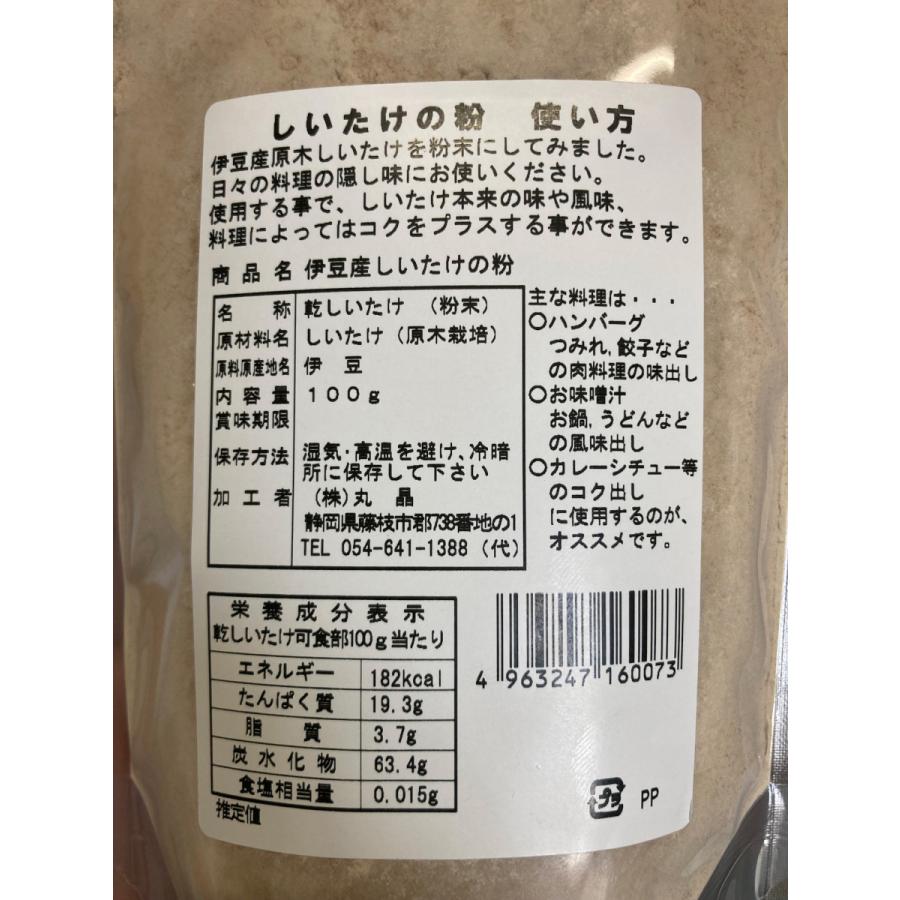 しいたけの粉　使い方
伊豆産原木しいたけを粉末にしてみました。
日々の料理の隠し味にお使いください。
使用する事で、しいたけ本来の味や風味、
料理によってはコクをプラスする事ができます。
商品名 伊豆産しいたけの粉
名称 乾しいたけ （粉末）
原材料名 しいたけ（原木栽培）
原料原産地名 伊豆
内容量 100g
賞味期限
保存方法 湿気・高温を避け、冷暗
所に保存して下さい
加工者 （株）丸晶
静岡県藤枝市郡738番地の1
TEL 054-641-1388（代）
主な料理は・・・
○ハンバーグ
つみれ,餃子など
の肉料理の味出し
○お味噌汁
お鍋,うどんなど
の風味出し
○カレーシチュー等
のコク出し
に使用するのが、
オススメです。
栄養成分表示
乾しいたけ可食部100g当たり
エネルギー 182kcal
たんぱく質 19.3g
脂質 3.7g
炭水化物 63.4g
食塩相当量 0.015g
推定値
4 963247 160073
プラ PP